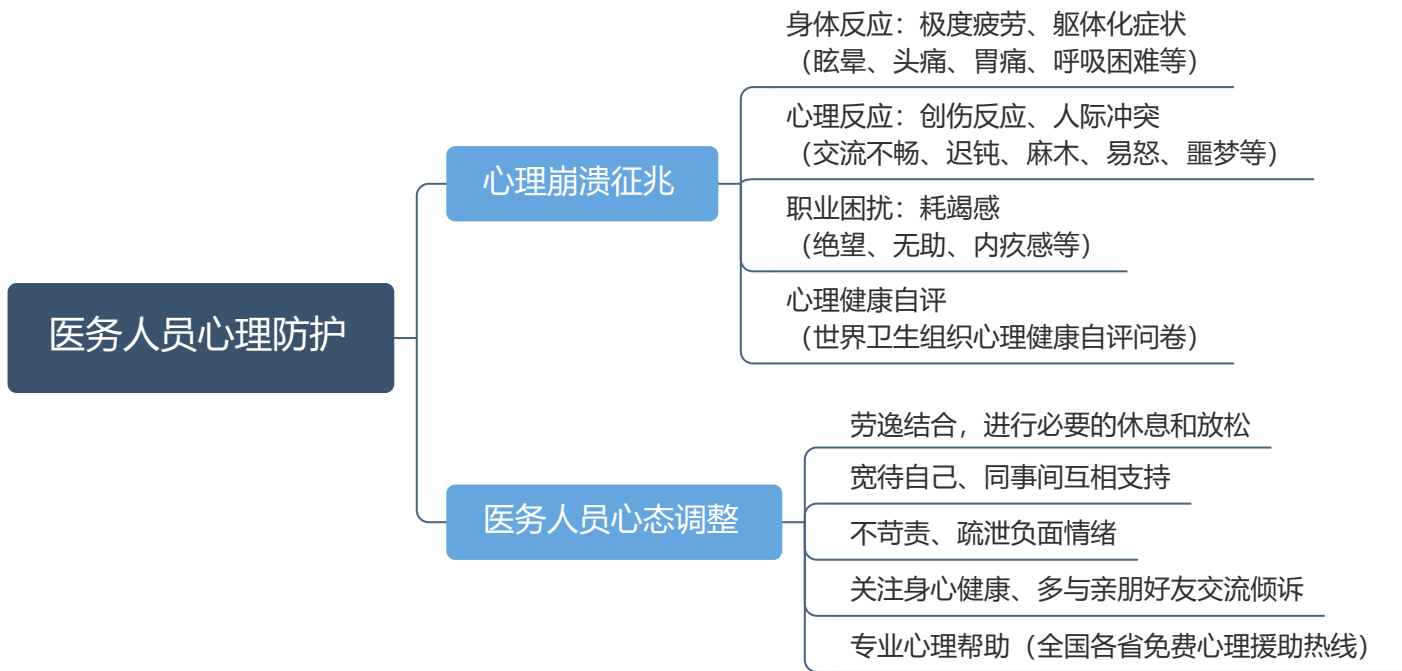 医务人员心理防护
心理崩溃征兆
身体反应：极度疲劳、躯体化症状
（眩晕、头痛、胃痛、呼吸困难等）
心理反应：创伤反应、人际冲突
（交流不畅、迟钝、麻木、易怒、噩梦等）
职业困扰：耗竭感
（绝望、无助、内疚感等）
心理健康自评
（世界卫生组织心理健康自评问卷）
医务人员心态调整
劳逸结合，进行必要的休息和放松
宽待自己、同事间互相支持
不苛责、疏泄负面情绪
关注身心健康、多与亲朋好友交流倾诉
专业心理帮助（全国各省免费心理援助热线）